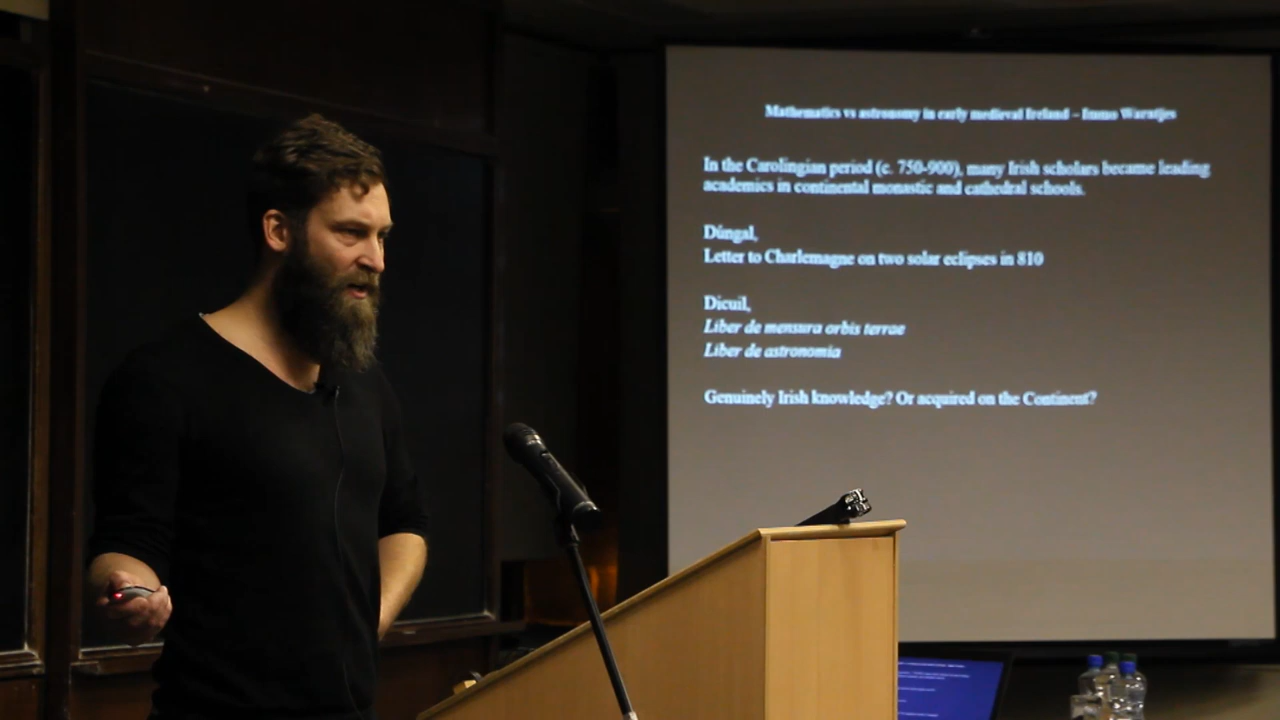 Mathematics vs astronomy in early medieval Ireland – Immo Warntjes
In the Carolingian period (c. 750-900), many Irish scholars became leading
academics in continental monastic and cathedral schools.
Dúngal,
Letter to Charlemagne on two solar eclipses in 810
Dicuil,
Liber de mensura orbis terrae
Liber de astronomia
Genuinely Irish knowledge? Or acquired on the Continent?